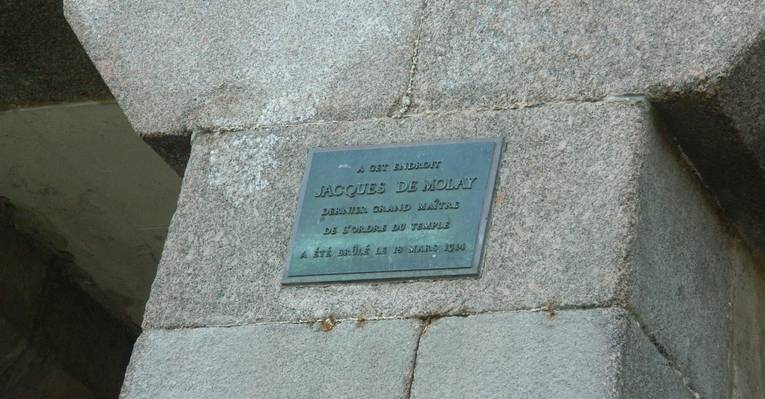 A CET ENDROIT
JACQUES DE MOLAY
DERNIER GRAND MAÎTRE
DE L'ORDRE DU TEMPLE
A ÉTÉ BRÛLÉ LE 18 MARS 1314